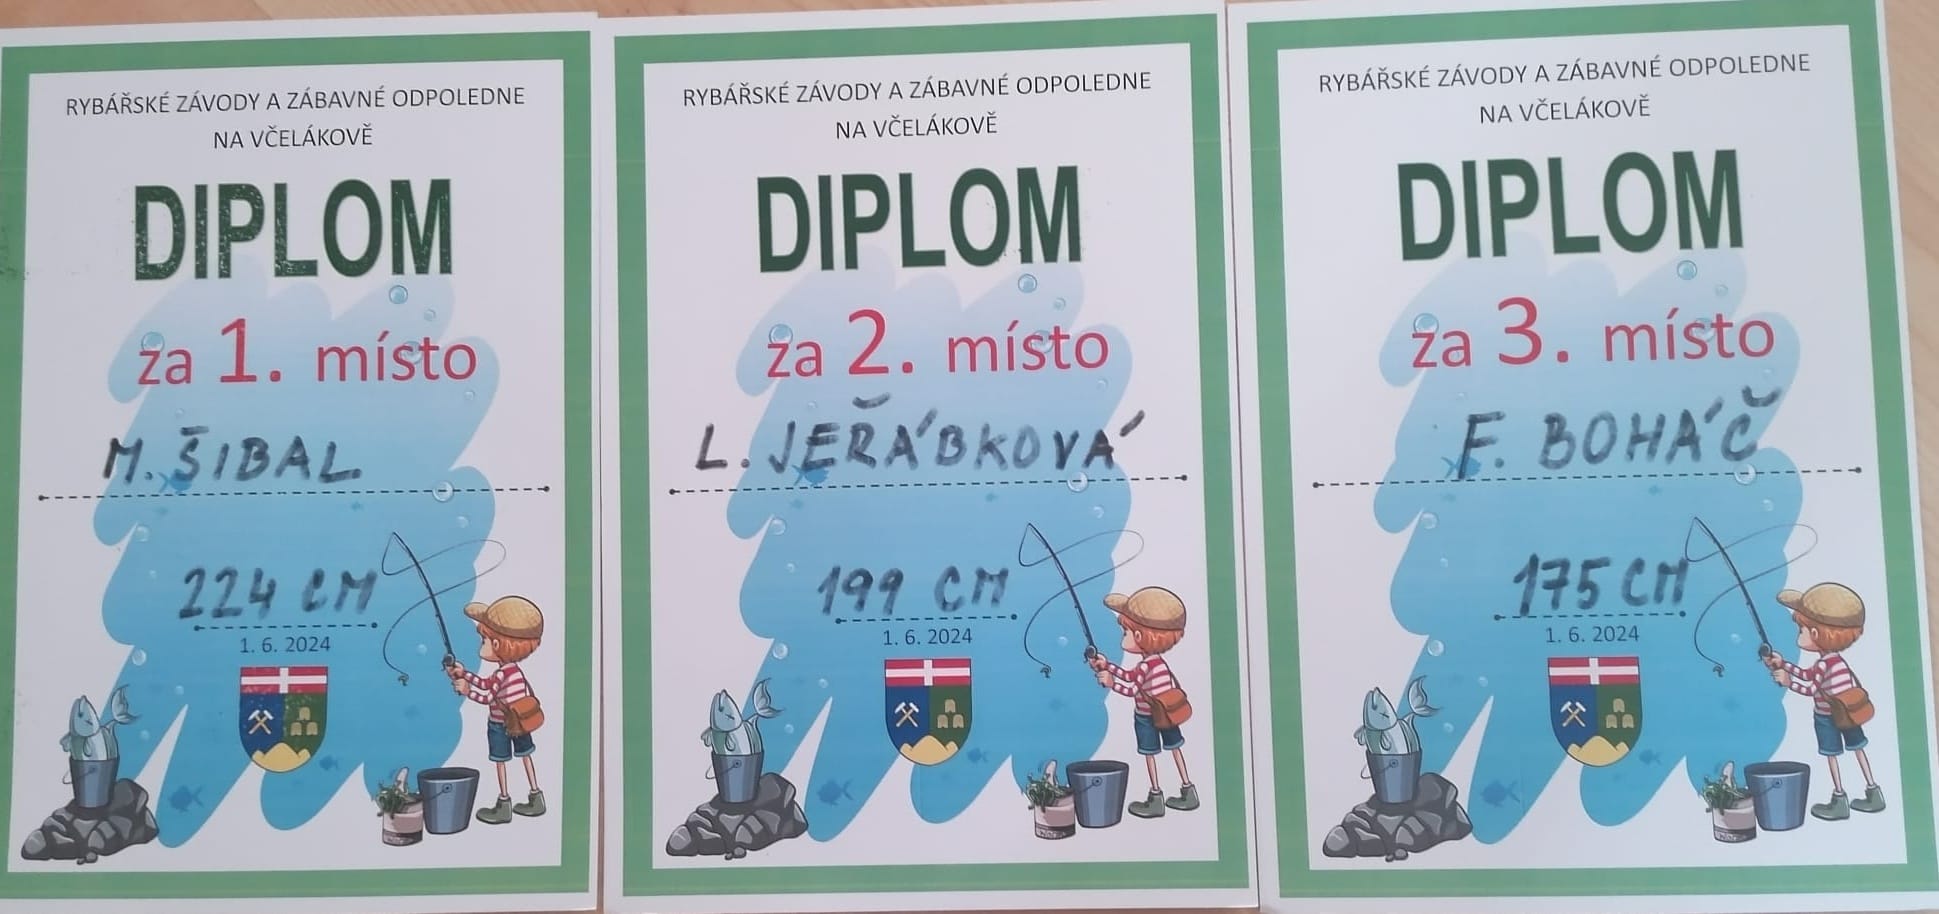 RYBÁŘSKÉ ZÁVODY A ZÁBAVNÉ ODPOLEDNE
NA VČELÁKOVĚ
DIPLOM
za 1. místo
M. ŠIBAL
224 CM
1. 6. 2024
RYBÁŘSKÉ ZÁVODY A ZÁBAVNÉ ODPOLEDNE
NA VČELÁKOVĚ
DIPLOM
za 2. místo
L. JEŘÁBKOVÁ
199 CM
1. 6. 2024
RYBÁŘSKÉ ZÁVODY A ZÁBAVNÉ ODPOLEDNE
NA VČELÁKOVĚ
DIPLOM
za 3. místo
F. BOHÁČ
175 CM
1. 6. 2024